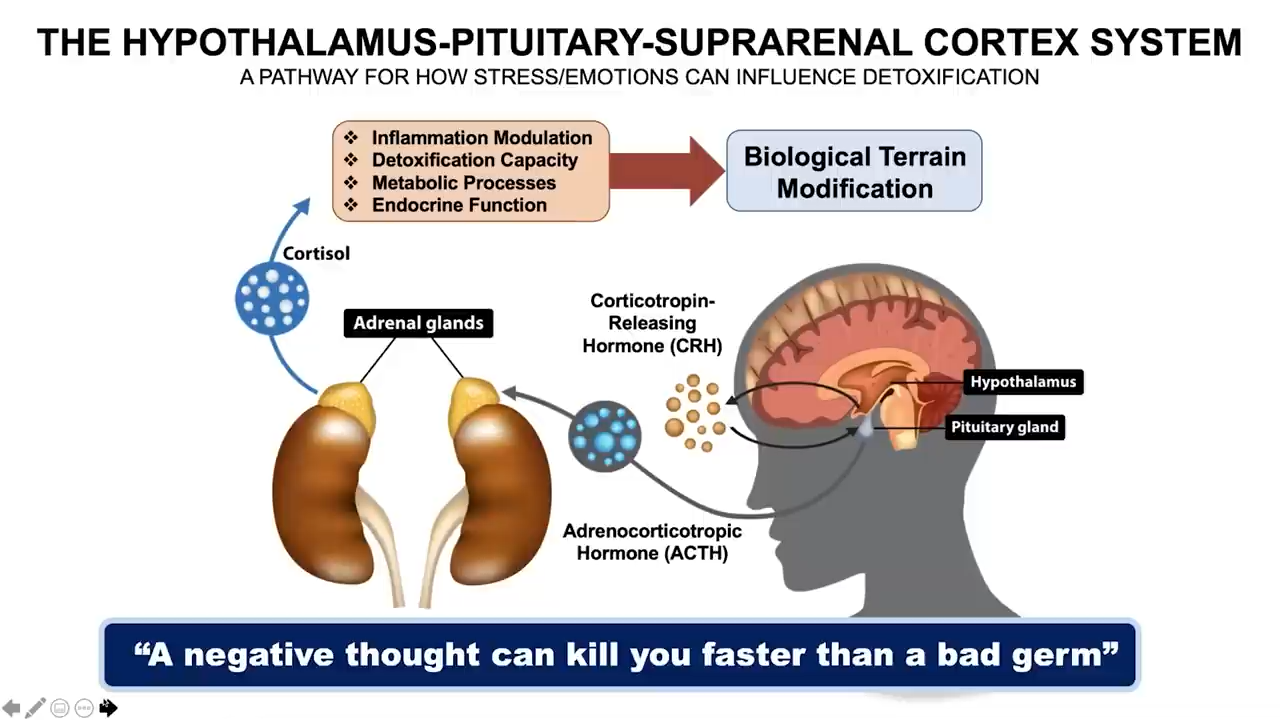 THE HYPOTHALAMUS-PITUITARY-SUPRARENAL CORTEX SYSTEM
A PATHWAY FOR HOW STRESS/EMOTIONS CAN INFLUENCE DETOXIFICATION
❖ Inflammation Modulation
❖ Detoxification Capacity
❖ Metabolic Processes
❖ Endocrine Function
Biological Terrain
Modification
Cortisol
Adrenal glands
Corticotropin-
Releasing
Hormone (CRH)
Hypothalamus
Pituitary gland
Adrenocorticotropic
Hormone (ACTH)
“A negative thought can kill you faster than a bad germ”